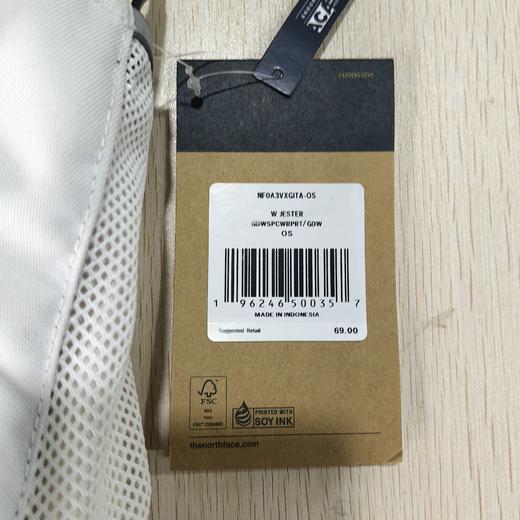 NF0A3VXGITA-OS
W JESTER
GDWSPCWRPRT/GDW
OS
1 96246 50035 7
MADE IN INDONESIA
Suggested Retail 69.00
FSC
MIX
PRINTED WITH
SOY INK
thenorthface.com